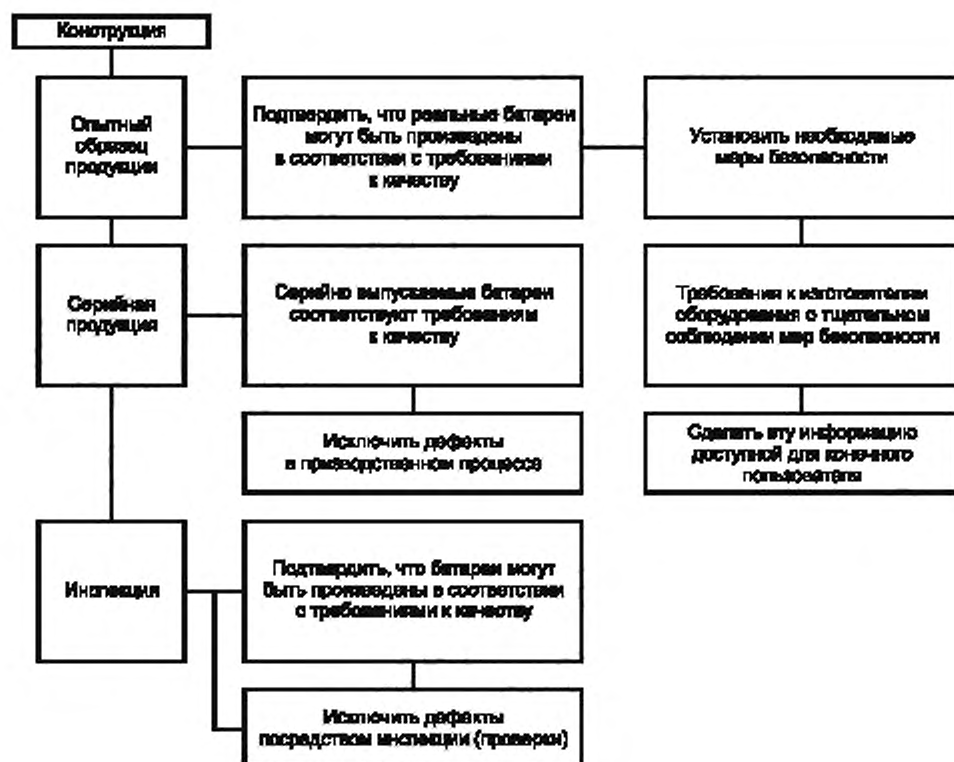 Конструкция
Опытный
образец
продукции
Подтвердить, что реальные батареи
могут быть произведены
в соответствии с требованиями
к качеству
Установить необходимые
меры безопасности
Серийная
продукция
Серийно выпускаемые батареи
соответствуют требованиям
к качеству
Требования к изготовителям
оборудования о тщательном
соблюдении мер безопасности
Исключить дефекты
в производственном процессе
Сделать эту информацию
доступной для конечного
пользователя
Инспекция
Подтвердить, что батареи могут
быть произведены в соответствии
с требованиями к качеству
Исключить дефекты
посредством инспекции (проверки)